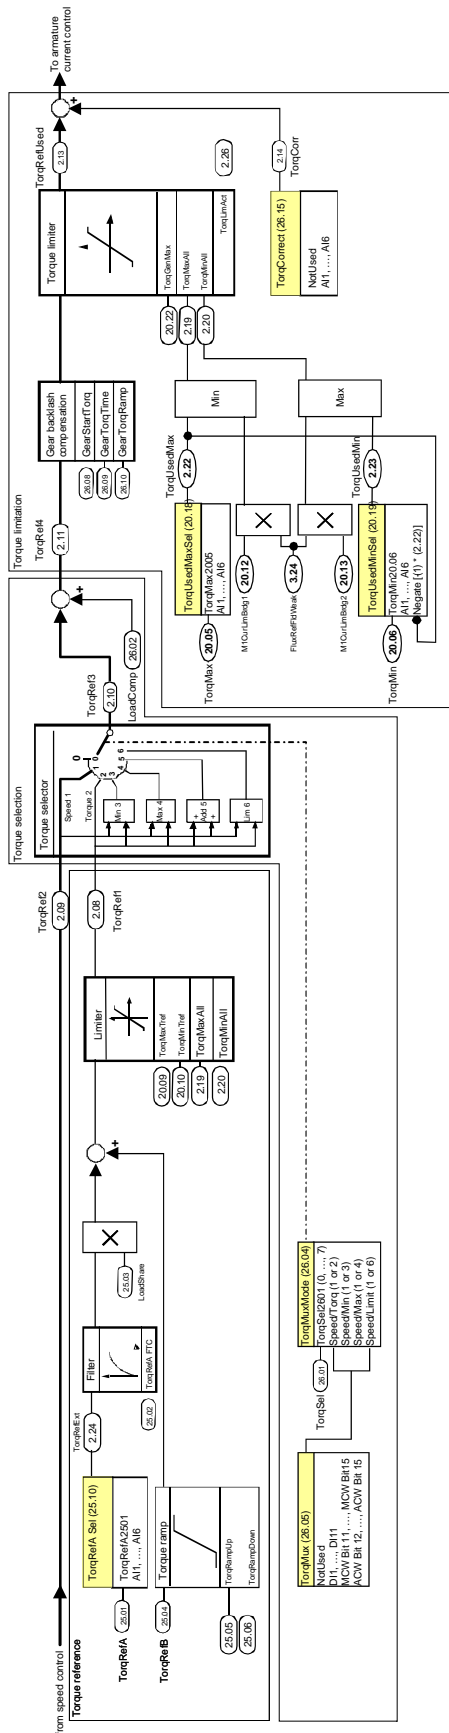 from speed control
Torque reference
TorqRefA Sel (25.10)
TorqRefA2501
AI1, …, AI6
25.01
TorqRefA
25.04
TorqRefB
Torque ramp
TorqRampUp
TorqRampDown
25.05
25.06
TorqRefExt
2.24
Filter
TorqRefA FTC
25.02
25.03
LoadShare
+
Limiter
TorqMaxTref
TorqMinTref
TorqMaxAll
TorqMinAll
20.09
20.10
2.19
2.20
TorqRef2
2.09
2.08
TorqRef1
TorqMux (26.05)
NotUsed
DI1, …, DI11
MCW Bit 11, …, MCW Bit15
ACW Bit 12, …, ACW Bit 15
TorqSel
26.01
TorqMuxMode (26.04)
TorqSel2601 (0, …, 7)
Speed/Torq (1 or 2)
Speed/Min (1 or 3)
Speed/Max (1 or 4)
Speed/Limit (1 or 6)
Torque selection
Torque selector
Speed 1
Torque 2
Min 3
Max 4
+
Add 5
+
Lim 6
0
0
1
2
3
4
5
6
TorqRef3
2.10
LoadComp
26.02
+
Torque limitation
TorqRef4
2.11
Gear backlash
compensation
GearStartTorq
GearTorqTime
GearTorqRamp
26.08
26.09
26.10
Torque limiter
TorqGenMax
TorqMaxAll
TorqMinAll
TorqLimAct
20.22
2.19
2.20
2.26
TorqRefUsed
2.13
+
To armature
current control
TorqUsedMaxSel (20.18)
TorqMax2005
AI1, …, AI6
20.05
TorqMax
2.22
TorqUsedMax
Min
20.12
M1CurLimBrdg1
3.24
FluxRefFldWeak
20.13
M1CurLimBrdg2
Max
2.23
TorqUsedMin
TorqUsedMinSel (20.19)
TorqMin20.06
AI1, …, AI6
Negate [(-1) * (2.22)]
20.06
TorqMin
TorqCorrect (26.15)
NotUsed
AI1, …, AI6
2.14
TorqCorr